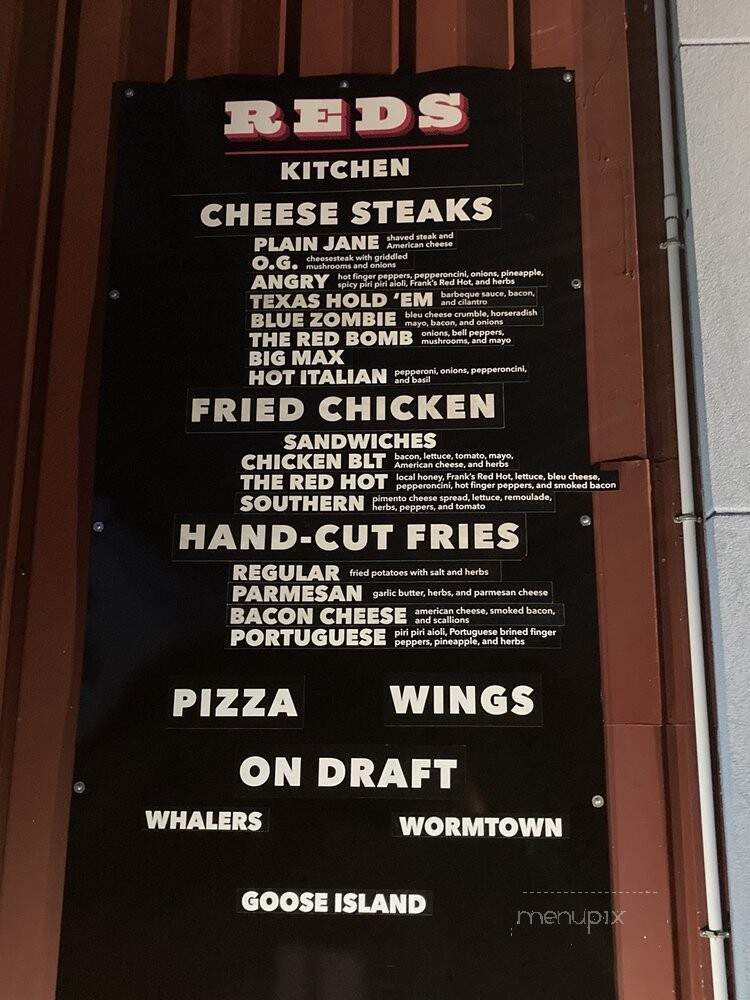 REDS
KITCHEN
CHEESE STEAKS
PLAIN JANE shaved steak and
American cheese
O.G. cheesesteak with griddled
mushrooms and onions
ANGRY hot finger peppers, pepperoncini, onions, pineapple,
spicy piri piri aioli, Frank's Red Hot, and herbs
TEXAS HOLD 'EM barbeque sauce, bacon,
and cilantro
BLUE ZOMBIE bleu cheese crumble, horseradish
mayo, bacon, and onions
THE RED BOMB onions, bell peppers,
mushrooms, and mayo
BIG MAX
HOT ITALIAN pepperoni, onions, pepperoncini,
and basil
FRIED CHICKEN
SANDWICHES
CHICKEN BLT bacon, lettuce, tomato, mayo,
American cheese, and herbs
THE RED HOT local honey, Frank's Red Hot, lettuce, bleu cheese,
pepperoncini, hot finger peppers, and smoked bacon
SOUTHERN pimento cheese spread, lettuce, remoulade,
herbs, peppers, and tomato
HAND-CUT FRIES
REGULAR fried potatoes with salt and herbs
PARMESAN garlic butter, herbs, and parmesan cheese
BACON CHEESE american cheese, smoked bacon,
and scallions
PORTUGUESE piri piri aioli, Portuguese brined finger
peppers, pineapple, and herbs
PIZZA WINGS
ON DRAFT
WHALERS WORMTOWN
GOOSE ISLAND
menupix